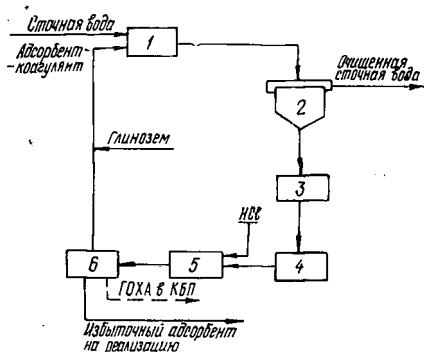 Сточная вода
Адсорбент-
-коагулянт
1
Очищенная
сточная вода
2
Глинозем
3
HCl
6
5
4
ГОХА в КБП
Избыточный адсорбент
на реализацию